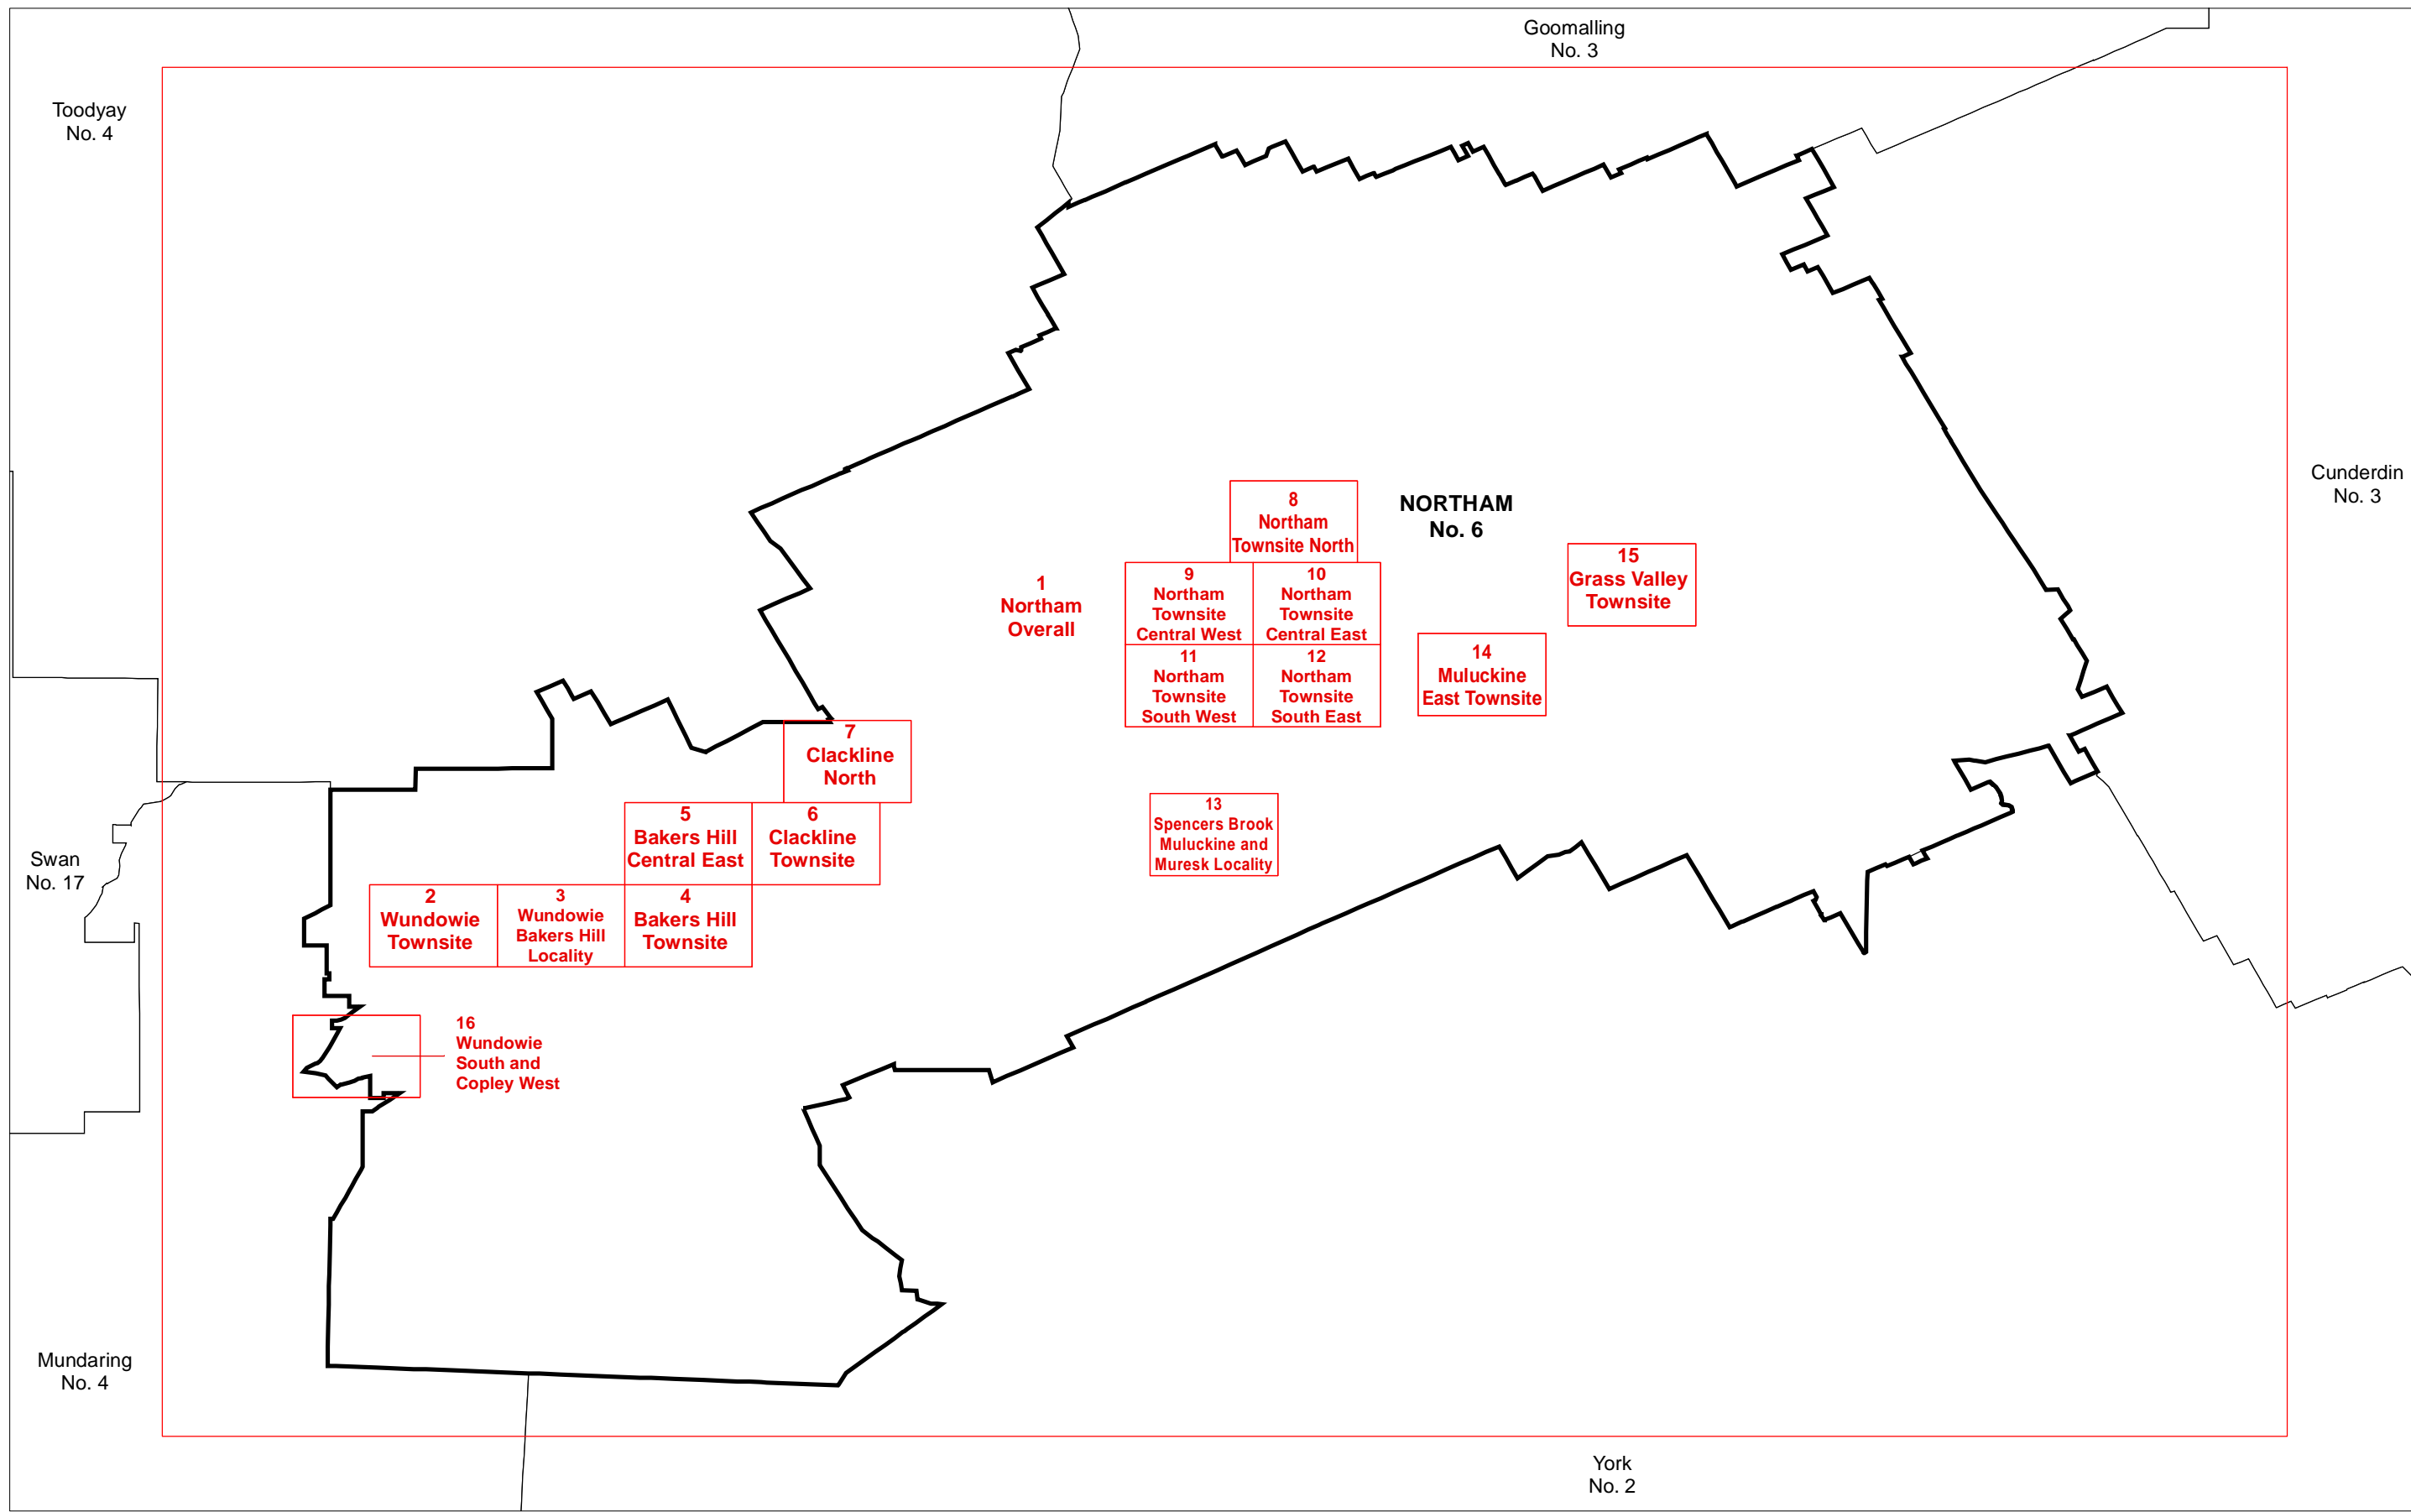 Goomalling
No. 3
Toodyay
No. 4
Cunderdin
No. 3
NORTHAM
No. 6
8
Northam
Townsite North
15
Grass Valley
Townsite
1
Northam
Overall
9
Northam
Townsite
Central West
10
Northam
Townsite
Central East
11
Northam
Townsite
South West
12
Northam
Townsite
South East
14
Muluckine
East Townsite
7
Clackline
North
13
Spencers Brook
Muluckine and
Muresk Locality
5
Bakers Hill
Central East
6
Clackline
Townsite
Swan
No. 17
2
Wundowie
Townsite
3
Wundowie
Bakers Hill
Locality
4
Bakers Hill
Townsite
16
Wundowie
South and
Copley West
Mundaring
No. 4
York
No. 2